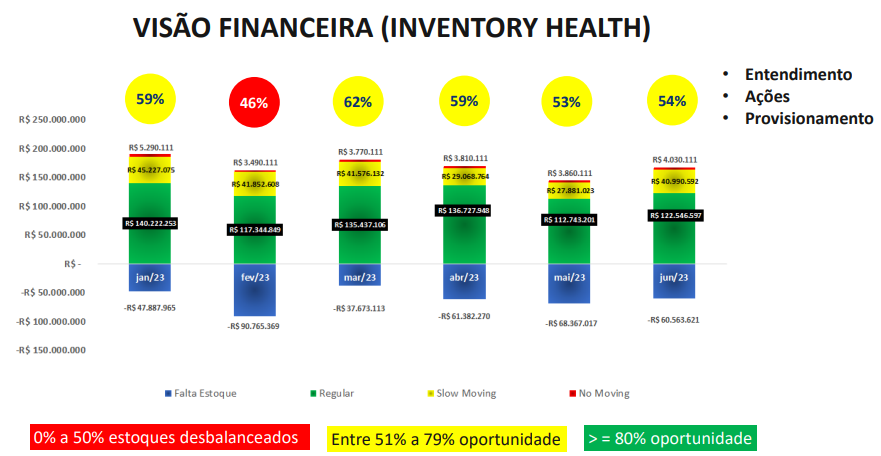 VISÃO FINANCEIRA (INVENTORY HEALTH)
59%
46%
62%
59%
53%
54%
• Entendimento
• Ações
• Provisionamento
R$ 250.000.000
R$ 200.000.000
R$ 150.000.000
R$ 100.000.000
R$ 50.000.000
R$ -
-R$ 50.000.000
-R$ 100.000.000
-R$ 150.000.000
R$ 5.290.111
R$ 45.227.075
R$ 140.222.253
jan/23
-R$ 47.887.965
R$ 3.490.111
R$ 41.852.608
R$ 117.344.849
fev/23
-R$ 90.765.369
R$ 3.770.111
R$ 41.576.132
R$ 135.437.106
mar/23
-R$ 37.673.113
R$ 3.810.111
R$ 29.068.764
R$ 136.727.948
abr/23
-R$ 61.382.270
R$ 3.860.111
R$ 27.881.023
R$ 112.743.201
mai/23
-R$ 68.367.017
R$ 4.030.111
R$ 40.990.592
R$ 122.546.597
jun/23
-R$ 60.563.621
Falta Estoque
Regular
Slow Moving
No Moving
0% a 50% estoques desbalanceados
Entre 51% a 79% oportunidade
> = 80% oportunidade